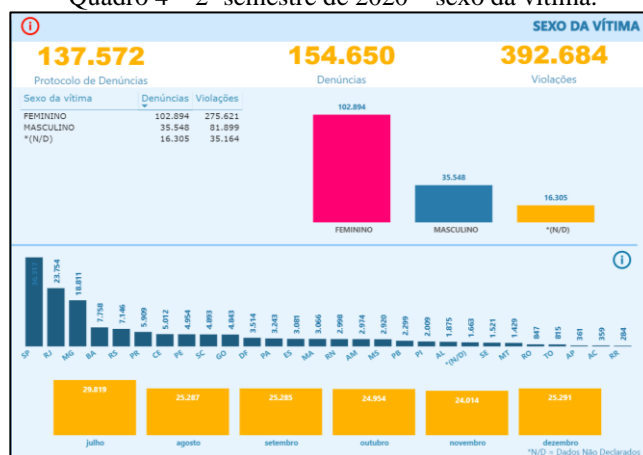 Quadro 4 – 2º semestre de 2020 – sexo da vítima.
SEXO DA VÍTIMA
137.572 154.650 392.684
Protocolo de Denúncias Denúncias Violações
Sexo da vítima Denúncias Violações
FEMININO 102.894 275.621
MASCULINO 35.548 81.899
*(N/D) 16.305 35.164
102.894
35.548
16.305
FEMININO MASCULINO *(N/D)
23.754 18.811 7.758 7.146 5.909 5.012 4.954 4.893 4.843 3.514 3.243 3.081 3.066 2.998 2.974 2.920 2.299 2.009 1.875 1.663 1.521 1.429 847 815 361 359 284
SP RJ MG BA RS PR CE PE SC GO DF PA ES MA RN AM MS PB PI AL *(N/D) SE MT RO TO AP AC RR
29.819 25.287 25.285 24.954 24.014 25.291
julho agosto setembro outubro novembro dezembro
*N/D = Dados Não Declarados